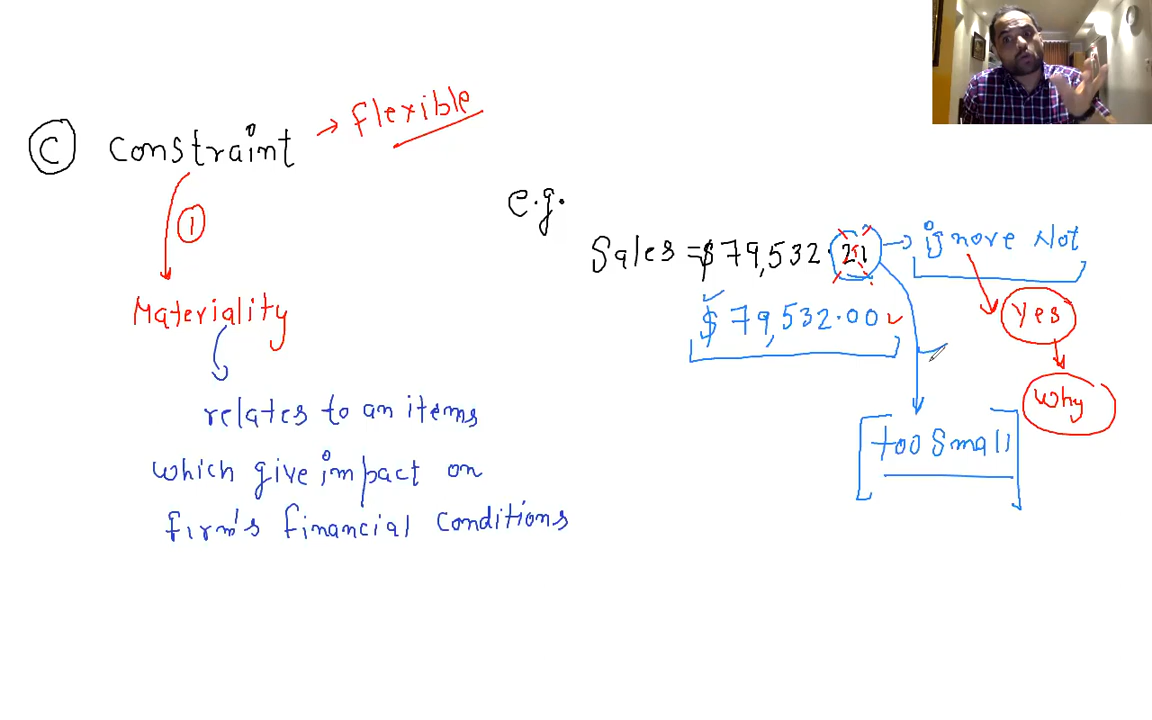 C constraint → Flexible
1
Materiality
relates to an items
which give impact on
firm's financial conditions
e.g.
Sales = $79,532.21 → ignore Not
$79,532.00
Yes
why
too small